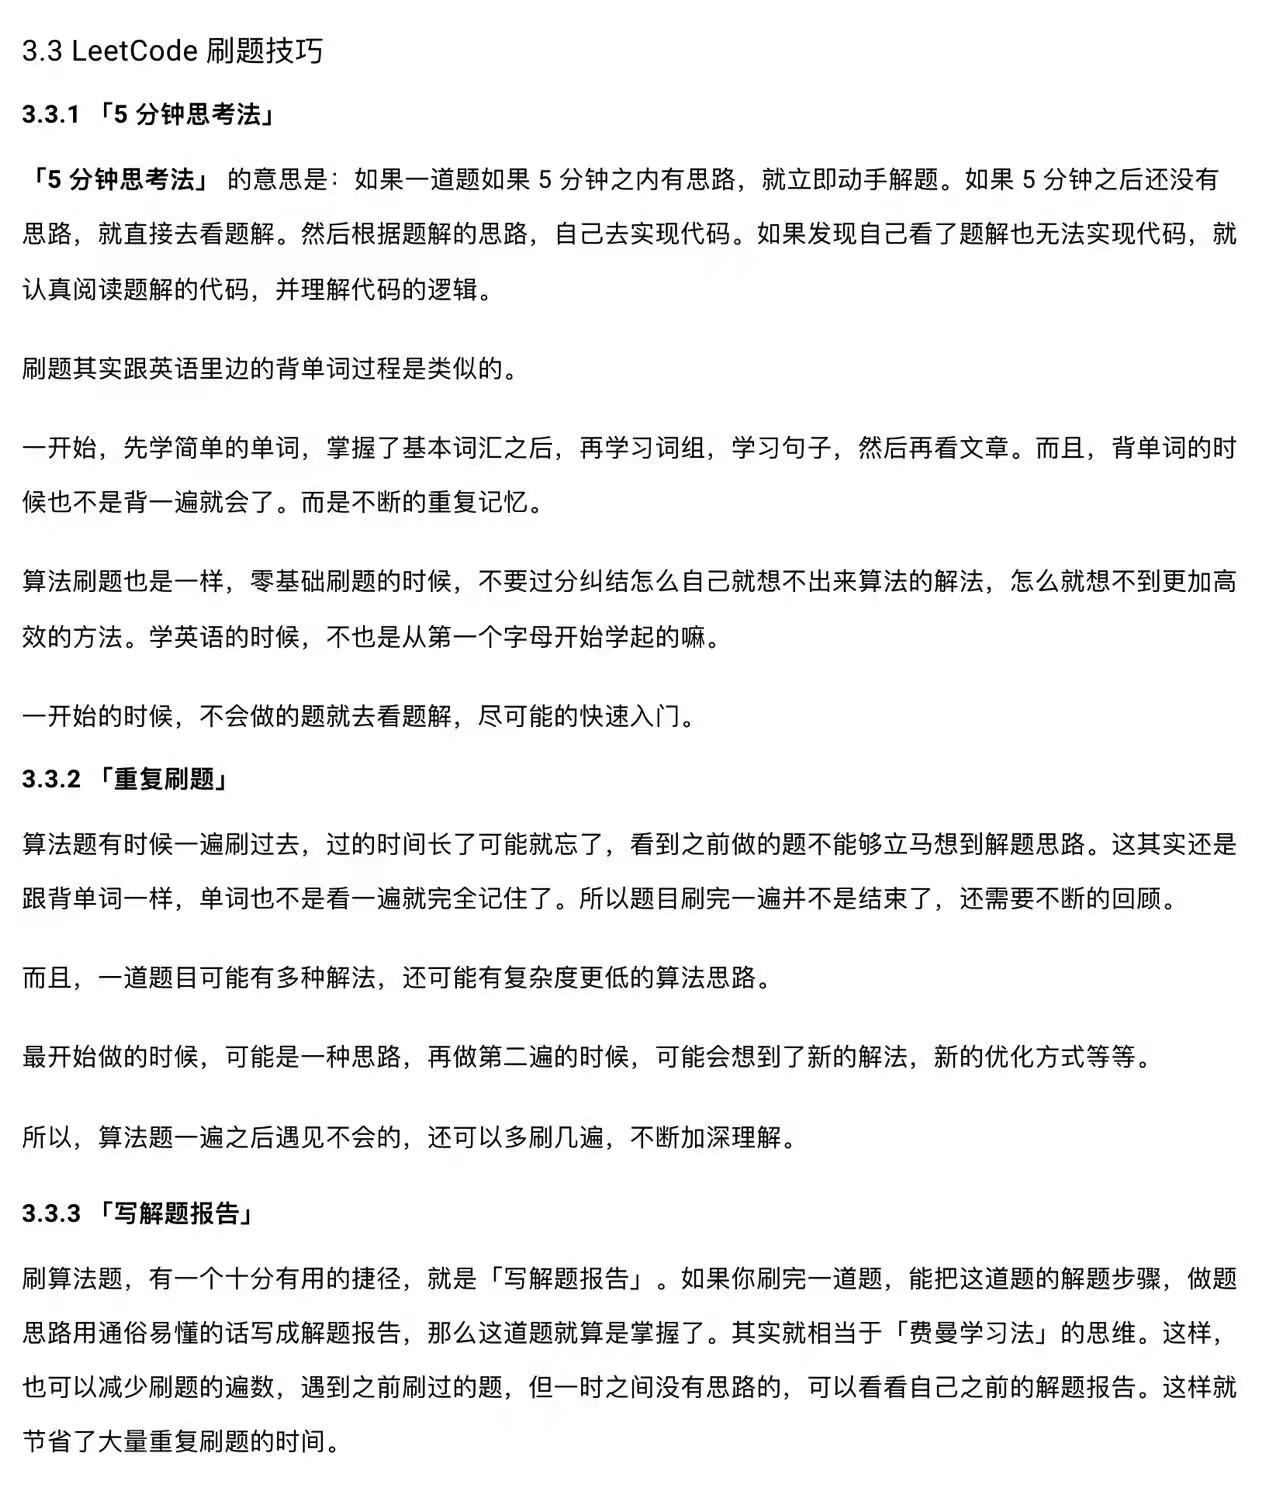 3.3 LeetCode 刷题技巧
3.3.1 「5 分钟思考法」
「5 分钟思考法」 的意思是：如果一道题如果 5 分钟之内有思路，就立即动手解题。如果 5 分钟之后还没有
思路，就直接去看题解。然后根据题解的思路，自己去实现代码。如果发现自己看了题解也无法实现代码，就
认真阅读题解的代码，并理解代码的逻辑。
刷题其实跟英语里边的背单词过程是类似的。
一开始，先学简单的单词，掌握了基本词汇之后，再学习词组，学习句子，然后再看文章。而且，背单词的时
候也不是背一遍就会了。而是不断的重复记忆。
算法刷题也是一样，零基础刷题的时候，不要过分纠结怎么自己就想不出来算法的解法，怎么就想不到更加高
效的方法。学英语的时候，不也是从第一个字母开始学起的嘛。
一开始的时候，不会做的题就去看题解，尽可能的快速入门。
3.3.2 「重复刷题」
算法题有时候一遍刷过去，过的时间长了可能就忘了，看到之前做的题不能够立马想到解题思路。这其实还是
跟背单词一样，单词也不是看一遍就完全记住了。所以题目刷完一遍并不是结束了，还需要不断的回顾。
而且，一道题目可能有多种解法，还可能有复杂度更低的算法思路。
最开始做的时候，可能是一种思路，再做第二遍的时候，可能会想到了新的解法，新的优化方式等等。
所以，算法题一遍之后遇见不会的，还可以多刷几遍，不断加深理解。
3.3.3 「写解题报告」
刷算法题，有一个十分有用的捷径，就是「写解题报告」。如果你刷完一道题，能把这道题的解题步骤，做题
思路用通俗易懂的话写成解题报告，那么这道题就算是掌握了。其实就相当于「费曼学习法」的思维。这样，
也可以减少刷题的遍数，遇到之前刷过的题，但一时之间没有思路的，可以看看自己之前的解题报告。这样就
节省了大量重复刷题的时间。